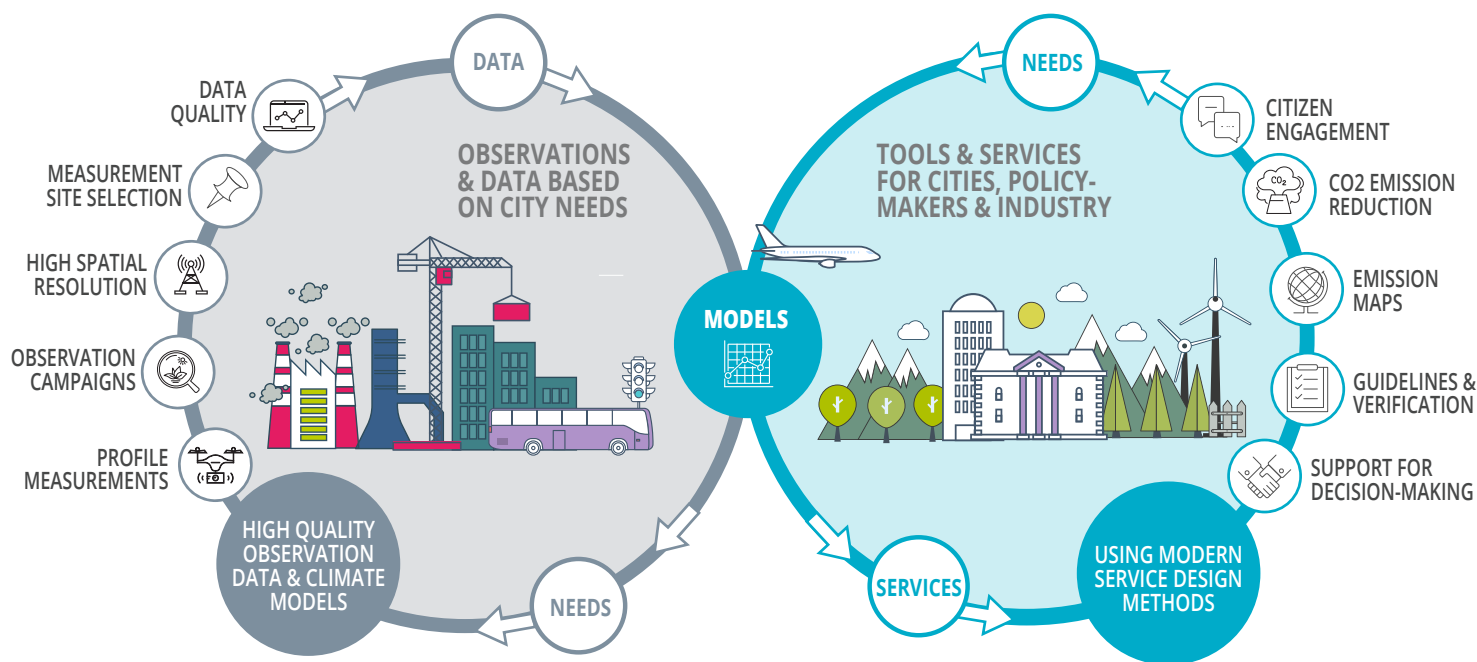 DATA
DATA
QUALITY
MEASUREMENT
SITE SELECTION
HIGH SPATIAL
RESOLUTION
OBSERVATION
CAMPAIGNS
PROFILE
MEASUREMENTS
OBSERVATIONS
& DATA BASED
ON CITY NEEDS
HIGH QUALITY
OBSERVATION
DATA & CLIMATE
MODELS
NEEDS
MODELS
NEEDS
TOOLS & SERVICES
FOR CITIES, POLICY-
MAKERS & INDUSTRY
CITIZEN
ENGAGEMENT
CO₂
CO2 EMISSION
REDUCTION
EMISSION
MAPS
GUIDELINES &
VERIFICATION
SUPPORT FOR
DECISION-MAKING
SERVICES
USING MODERN
SERVICE DESIGN
METHODS